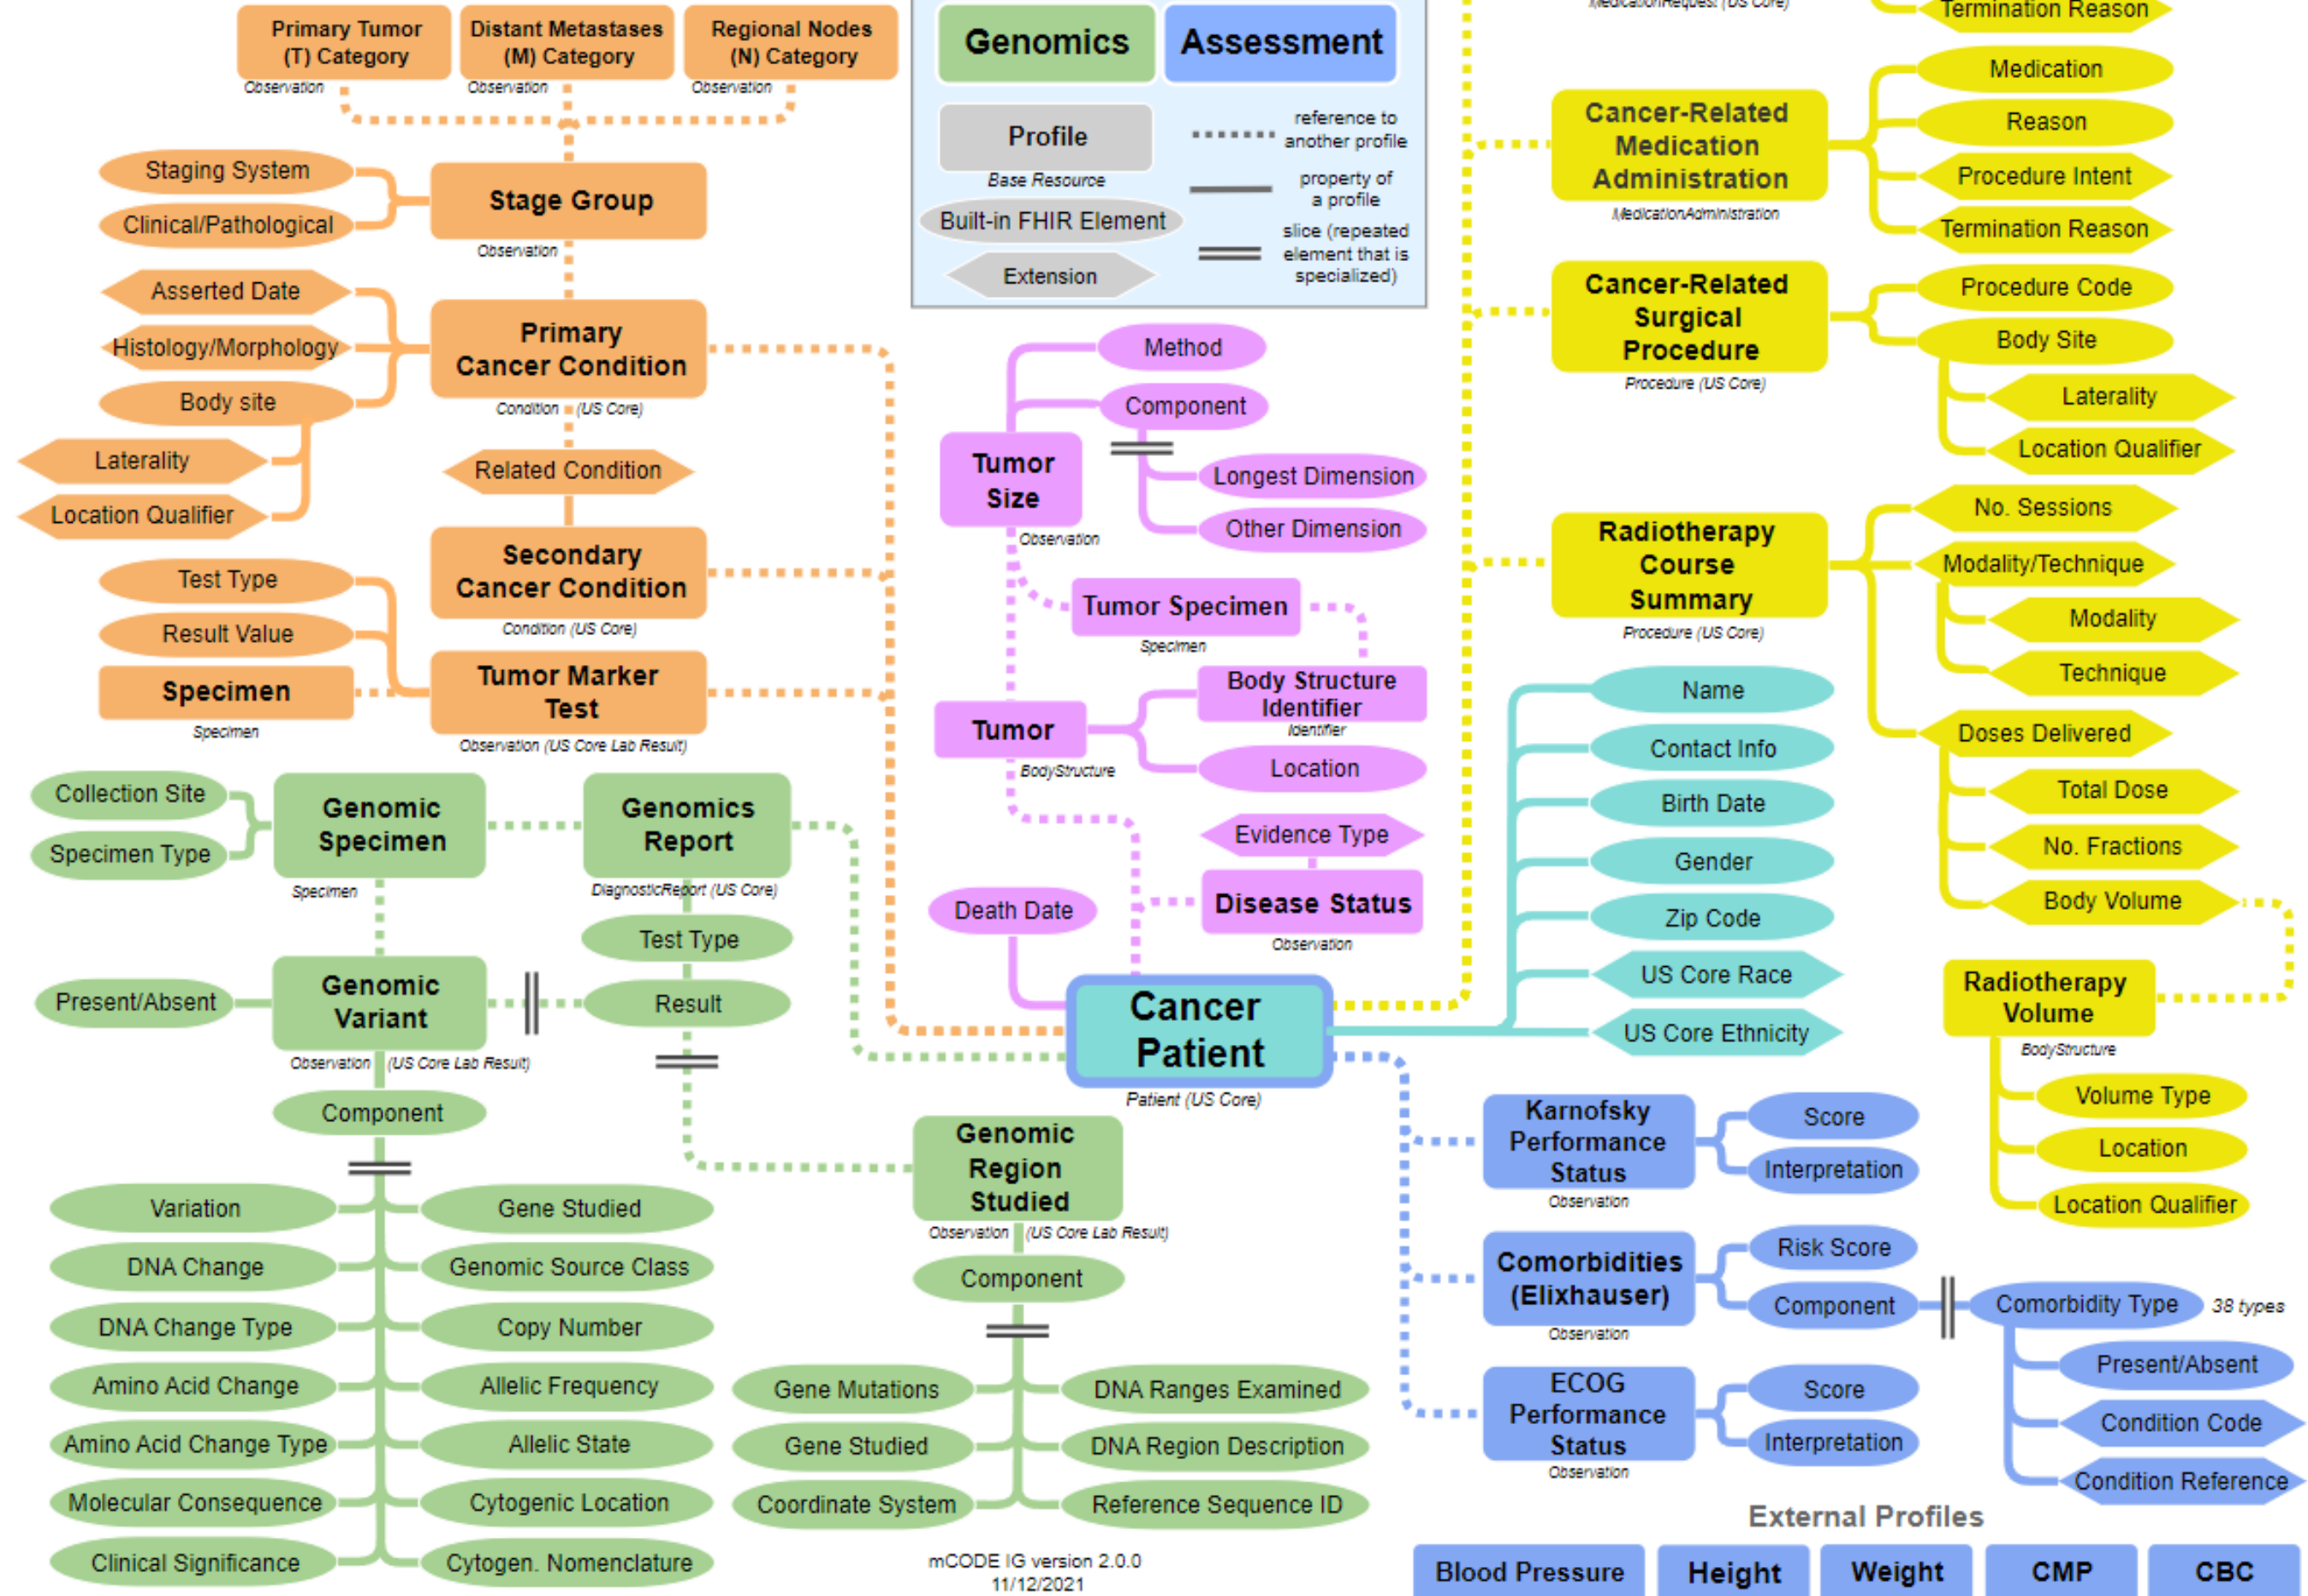 Primary Tumor
(T) Category
Observation
Distant Metastases
(M) Category
Observation
Regional Nodes
(N) Category
Observation
Staging System
Clinical/Pathological
Stage Group
Observation
Asserted Date
Histology/Morphology
Body site
Laterality
Location Qualifier
Primary
Cancer Condition
Condition (US Core)
Related Condition
Secondary
Cancer Condition
Condition (US Core)
Test Type
Result Value
Specimen
Specimen
Tumor Marker
Test
Observation (US Core Lab Result)
Genomics
Assessment
Profile
Base Resource
Built-in FHIR Element
Extension
reference to
another profile
property of
a profile
slice (repeated
element that is
specialized)
Method
Component
Tumor
Size
Observation
Longest Dimension
Other Dimension
Tumor Specimen
Specimen
Tumor
BodyStructure
Body Structure
Identifier
Identifier
Location
Evidence Type
Disease Status
Observation
Death Date
Cancer
Patient
Patient (US Core)
MedicationRequest (US Core)
Termination Reason
Cancer-Related
Medication
Administration
MedicationAdministration
Medication
Reason
Procedure Intent
Termination Reason
Cancer-Related
Surgical
Procedure
Procedure (US Core)
Procedure Code
Body Site
Laterality
Location Qualifier
Radiotherapy
Course
Summary
Procedure (US Core)
No. Sessions
Modality/Technique
Modality
Technique
Doses Delivered
Total Dose
No. Fractions
Body Volume
Radiotherapy
Volume
BodyStructure
Volume Type
Location
Location Qualifier
Name
Contact Info
Birth Date
Gender
Zip Code
US Core Race
US Core Ethnicity
Collection Site
Specimen Type
Genomic
Specimen
Specimen
Genomics
Report
DiagnosticReport (US Core)
Test Type
Result
Present/Absent
Genomic
Variant
Observation (US Core Lab Result)
Component
Variation
Gene Studied
DNA Change
Genomic Source Class
DNA Change Type
Copy Number
Amino Acid Change
Allelic Frequency
Amino Acid Change Type
Allelic State
Molecular Consequence
Cytogenic Location
Clinical Significance
Cytogen. Nomenclature
Genomic
Region
Studied
Observation (US Core Lab Result)
Component
Gene Mutations
DNA Ranges Examined
Gene Studied
DNA Region Description
Coordinate System
Reference Sequence ID
mCODE IG version 2.0.0
11/12/2021
Karnofsky
Performance
Status
Observation
Score
Interpretation
Comorbidities
(Elixhauser)
Observation
Risk Score
Component
Comorbidity Type
38 types
Present/Absent
Condition Code
Condition Reference
ECOG
Performance
Status
Observation
Score
Interpretation
External Profiles
Blood Pressure
Height
Weight
CMP
CBC